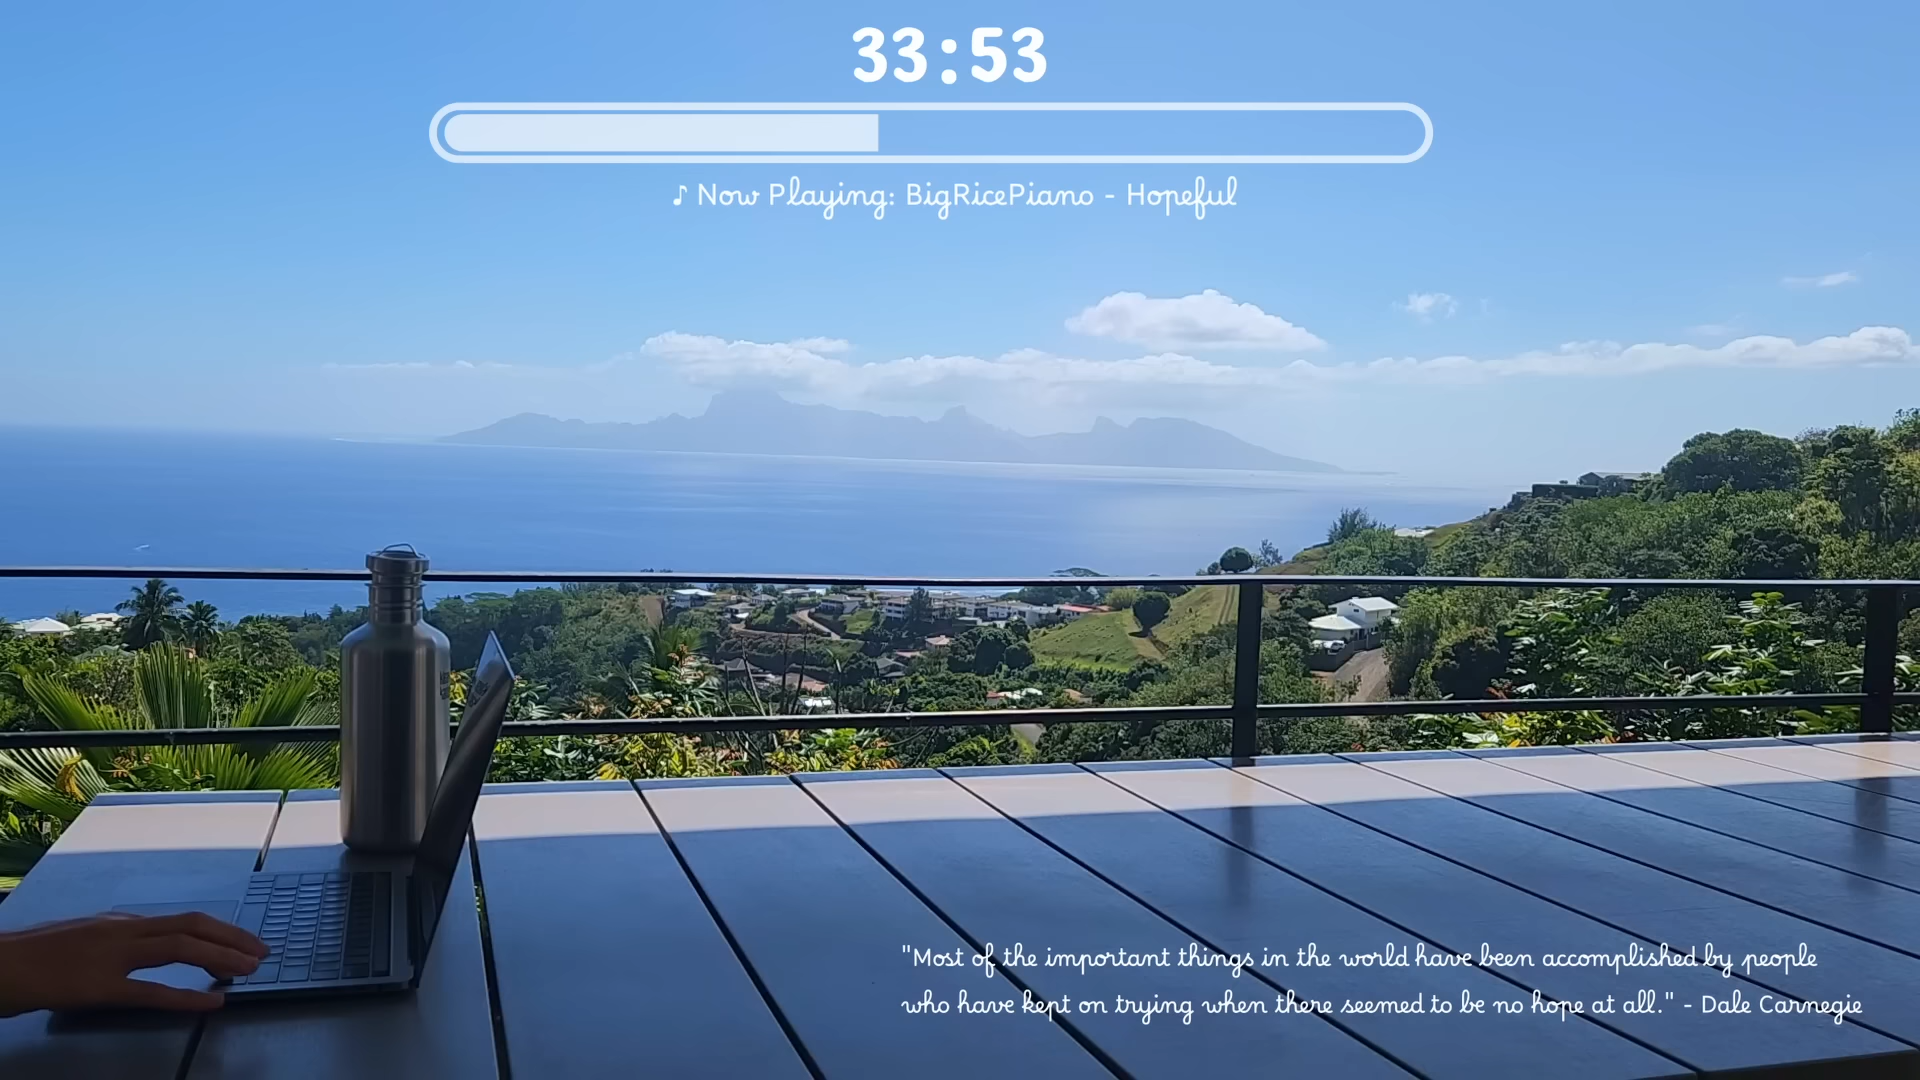 33:53
♪ Now Playing: BigRicePiano - Hopeful
"Most of the important things in the world have been accomplished by people
who have kept on trying when there seemed to be no hope at all." - Dale Carnegie